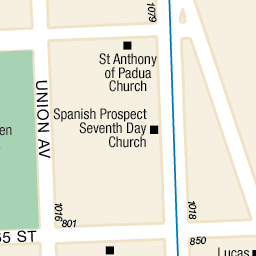 1079
St Anthony
of Padua
Church
UNION AV
Spanish Prospect
Seventh Day
Church
1016
801
1018
850
ST
Lucas